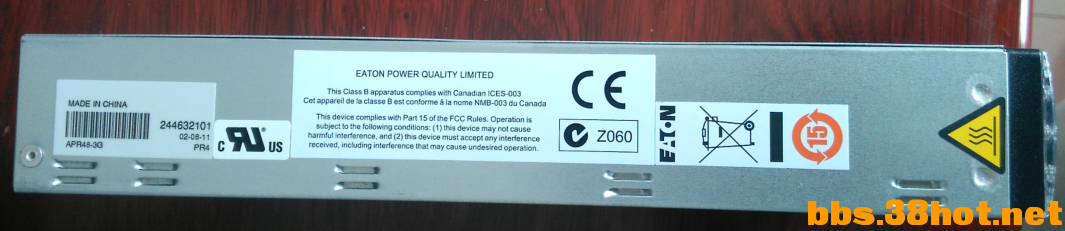 MADE IN CHINA
244632101
02-08-11
APR48-3G
PR4
C RU US
EATON POWER QUALITY LIMITED
This Class B apparatus complies with Canadian ICES-003
Cet appareil de la classe B est conforme à la nome NMB-003 du Canada
This device complies with Part 15 of the FCC Rules. Operation is
subject to the following conditions: (1) this device may not cause
harmful interference, and (2) this device must accept any interference
received, including interference that may cause undesired operation.
CE
Z060
EATON
15
bbs.38hot.net